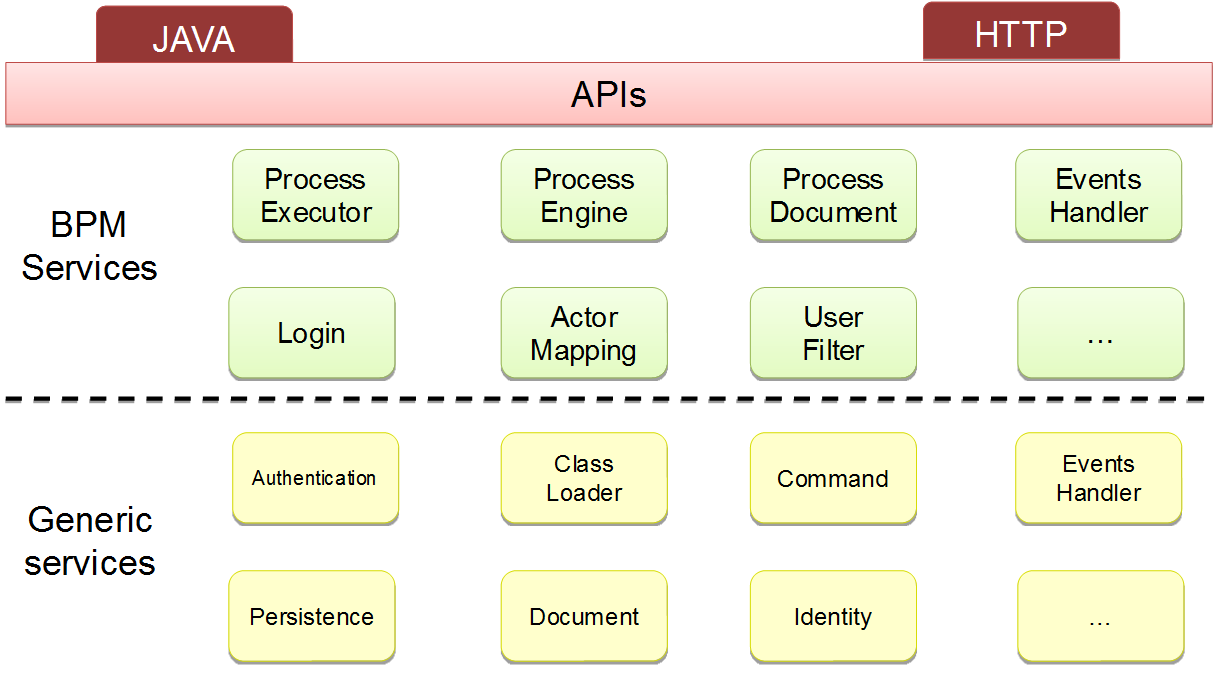 JAVA
HTTP
APIs
BPM
Services
Process
Executor
Process
Engine
Process
Document
Events
Handler
Login
Actor
Mapping
User
Filter
...
Generic
services
Authentication
Class
Loader
Command
Events
Handler
Persistence
Document
Identity
...